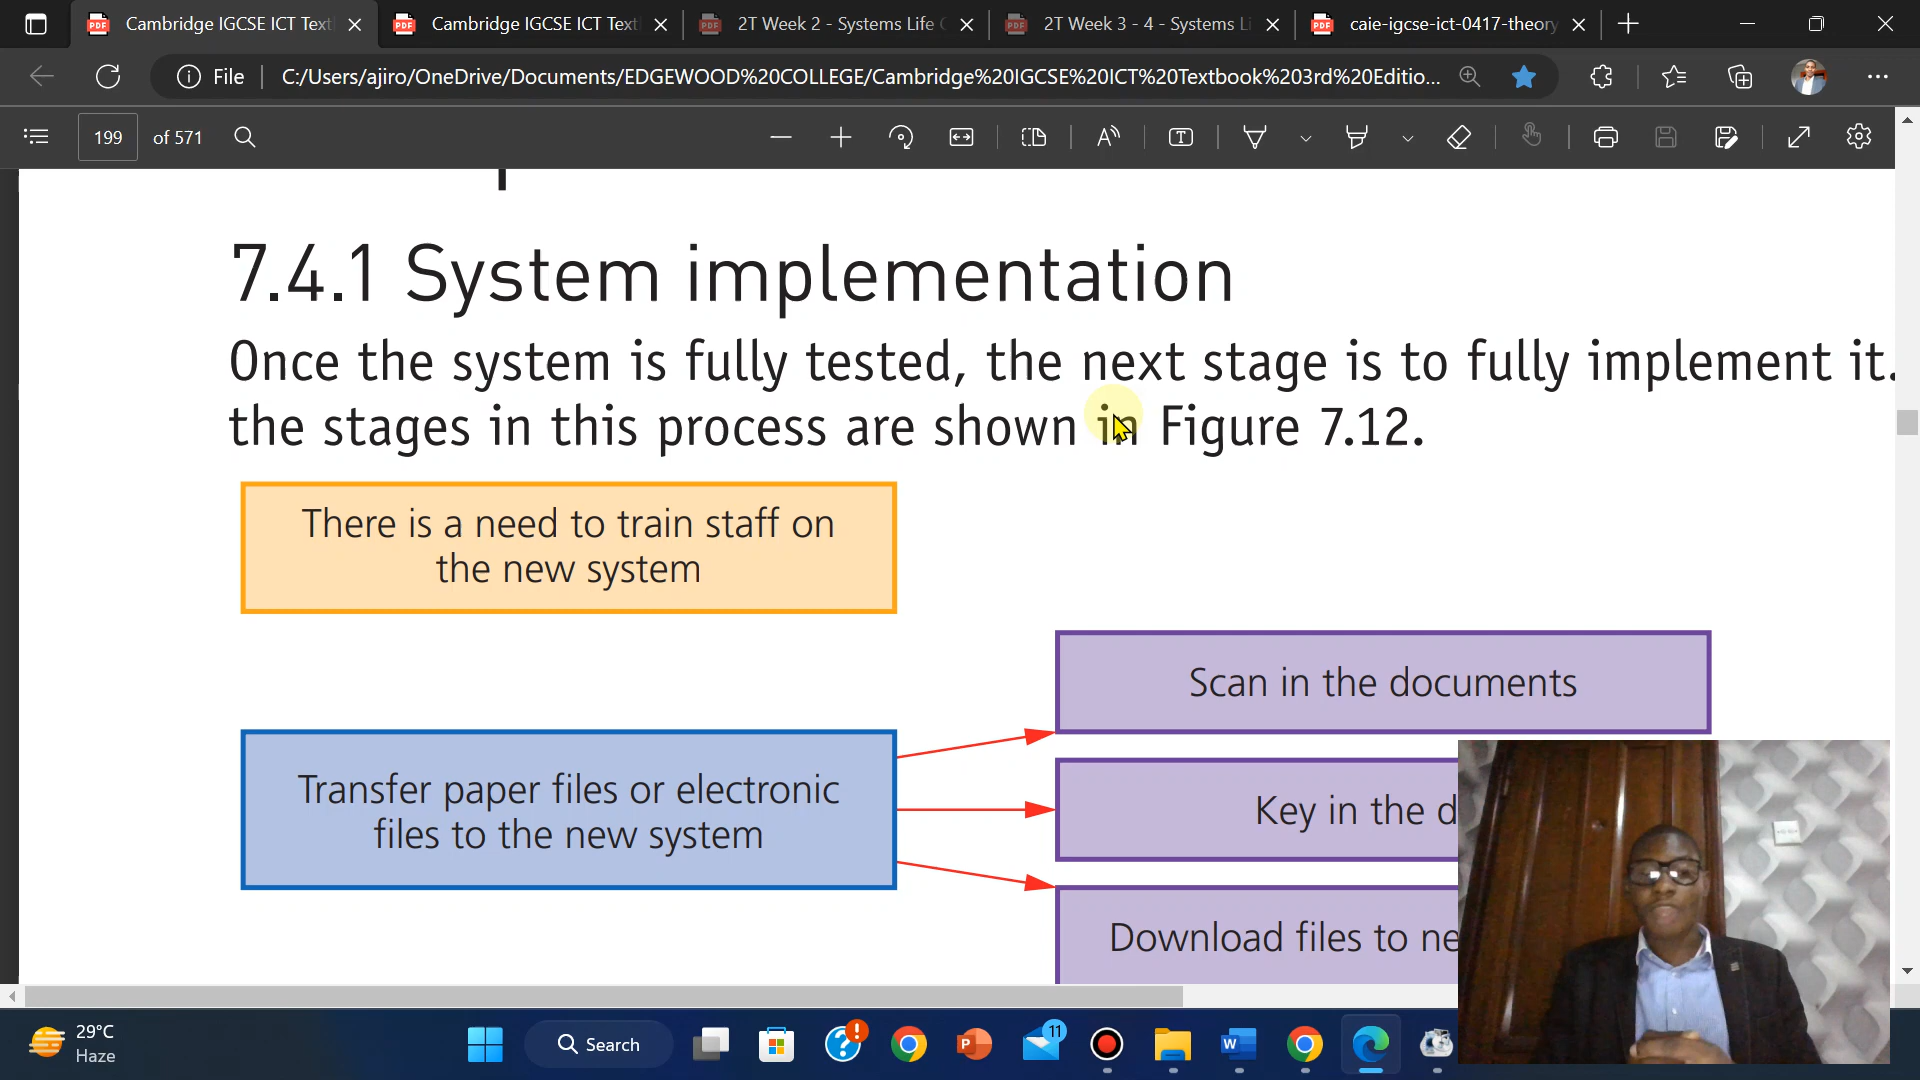 Cambridge IGCSE ICT Text
Cambridge IGCSE ICT Text
2T Week 2 - Systems Life C
2T Week 3 - 4 - Systems Li
caie-igcse-ict-0417-theory
File
C:/Users/ajiro/OneDrive/Documents/EDGEWOOD%20COLLEGE/Cambridge%20IGCSE%20ICT%20Textbook%203rd%20Editio...
199 of 571
7.4.1 System implementation
Once the system is fully tested, the next stage is to fully implement it.
the stages in this process are shown in Figure 7.12.
There is a need to train staff on
the new system
Scan in the documents
Transfer paper files or electronic
files to the new system
Key in the d
Download files to ne
29°C
Haze
Search
11